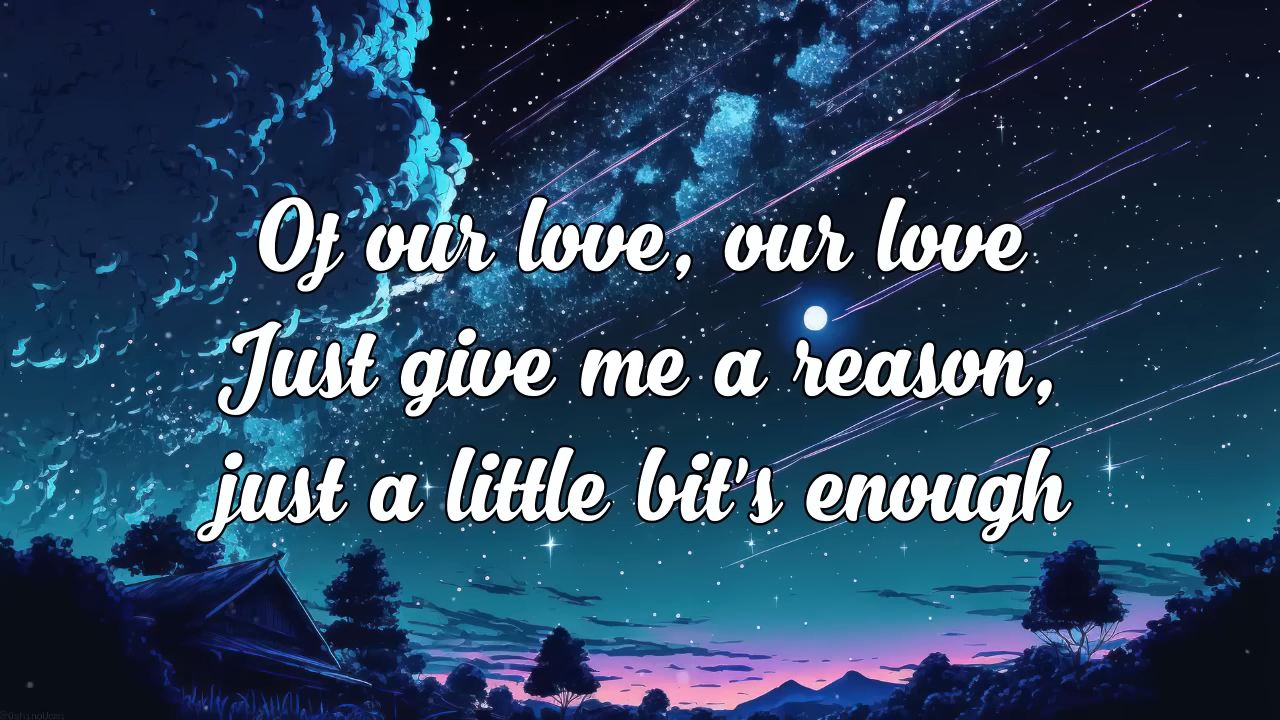 Of our love, our love
Just give me a reason,
just a little bit's enough